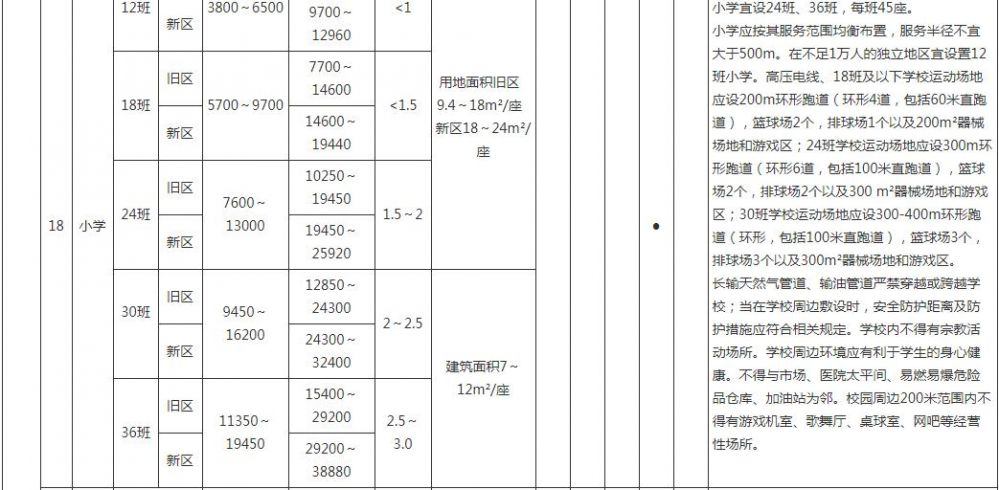 12班
新区
3800～6500
9700～
12960
<1
小学宜设24班、36班，每班45座。
小学应按其服务范围均衡布置，服务半径不宜
大于500m。在不足1万人的独立地区宜设置12
班小学。高压电线、18班及以下学校运动场地
应设200m环形跑道（环形4道，包括60米直跑
道），篮球场2个，排球场1个以及200m²器械
场地和游戏区；24班学校运动场地应设300m环
形跑道（环形6道，包括100米直跑道），篮球
场2个，排球场2个以及300 m²器械场地和游戏
区；30班学校运动场地应设300-400m环形跑
道（环形，包括100米直跑道），篮球场3个，
排球场3个以及300m²器械场地和游戏区。
长输天然气管道、输油管道严禁穿越或跨越学
校；当在学校周边敷设时，安全防护距离及防
护措施应符合相关规定。学校内不得有宗教活
动场所。学校周边环境应有利于学生的身心健
康。不得与市场、医院太平间、易燃易爆危险
品仓库、加油站为邻。校园周边200米范围内不
得有游戏机室、歌舞厅、桌球室、网吧等经营
性场所。
18
小学
●
18班
旧区
新区
5700～9700
7700～
14600
14600～
19440
<1.5
用地面积旧区
9.4～18m²/座
新区18～24m²/
座
24班
旧区
新区
7600～
13000
10250～
19450
19450～
25920
1.5～2
30班
旧区
新区
9450～
16200
12850～
24300
24300～
32400
2～2.5
建筑面积7～
12m²/座
36班
旧区
新区
11350～
19450
15400～
29200
29200～
38880
2.5～
3.0